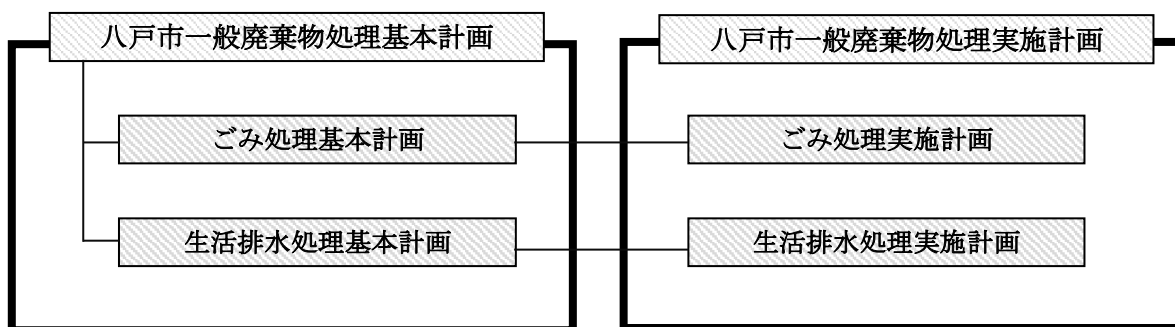 八戸市一般廃棄物処理基本計画
ごみ処理基本計画
生活排水処理基本計画
八戸市一般廃棄物処理実施計画
ごみ処理実施計画
生活排水処理実施計画